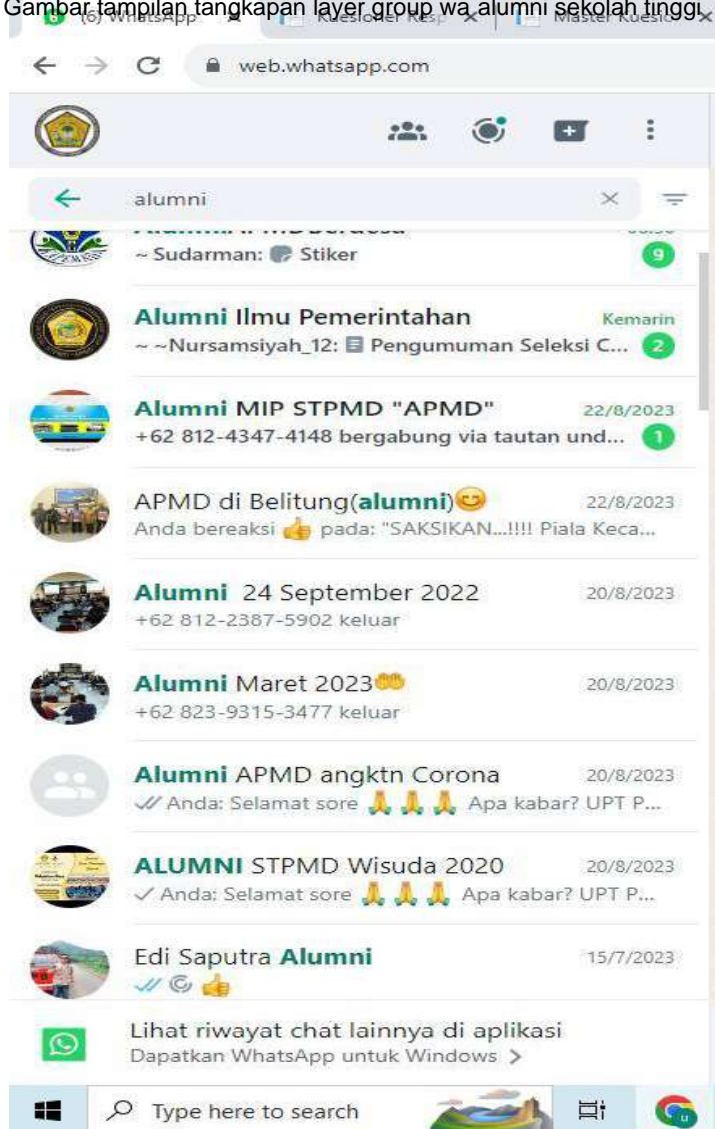 Gambar tampilan tangkapan layer group wa alumni sekolah tinggi
(6) WhatsApp
Kuesioner Resp
Master Kuesio
web.whatsapp.com
alumni
~ Sudarman: Stiker
9
Alumni Ilmu Pemerintahan
Kemarin
~ ~Nursamsiyah_12: Pengumuman Seleksi C...
2
Alumni MIP STPMD "APMD"
22/8/2023
+62 812-4347-4148 bergabung via tautan und...
1
APMD di Belitung(alumni)😊
22/8/2023
Anda bereaksi 👍 pada: "SAKSIKAN...!!!! Piala Keca...
Alumni 24 September 2022
20/8/2023
+62 812-2387-5902 keluar
Alumni Maret 2023🤲
20/8/2023
+62 823-9315-3477 keluar
Alumni APMD angktn Corona
20/8/2023
Anda: Selamat sore 🙏 🙏 🙏 Apa kabar? UPT P...
ALUMNI STPMD Wisuda 2020
20/8/2023
Anda: Selamat sore 🙏 🙏 🙏 Apa kabar? UPT P...
Edi Saputra Alumni
15/7/2023
👍
Lihat riwayat chat lainnya di aplikasi
Dapatkan WhatsApp untuk Windows >
Type here to search